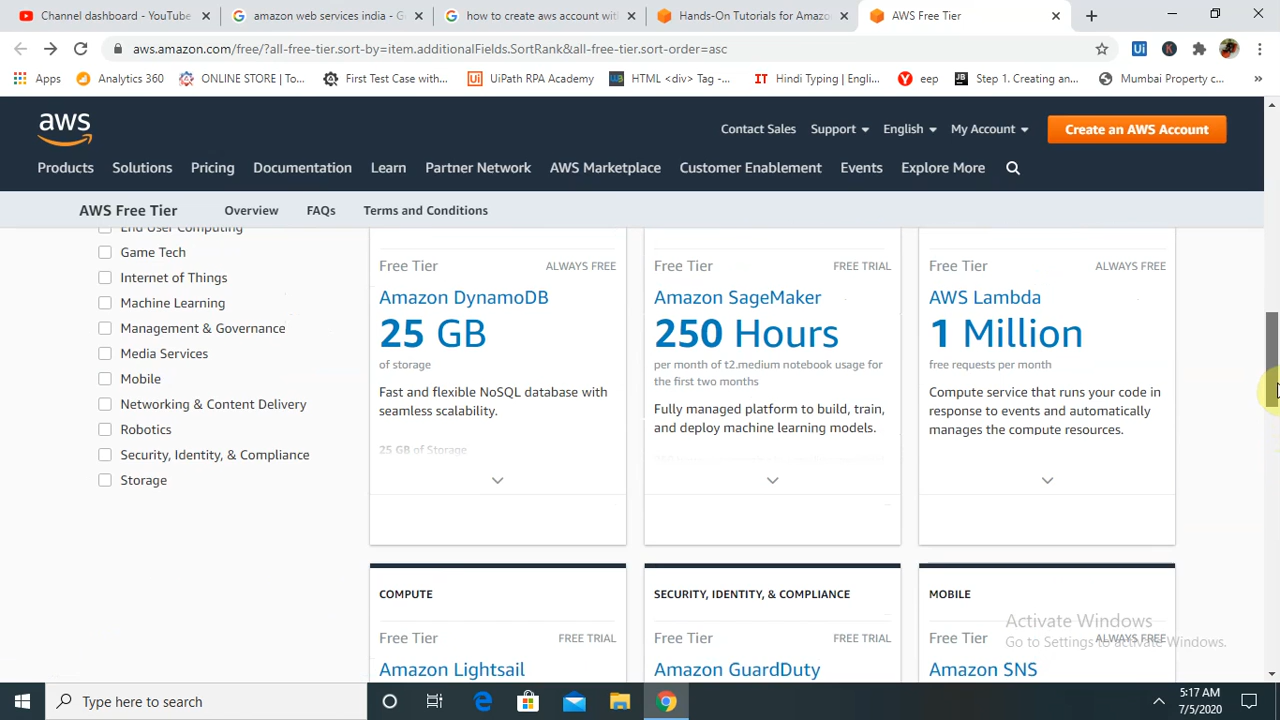 Channel dashboard - YouTube
amazon web services india - G
how to create aws account with
Hands-On Tutorials for Amazo
AWS Free Tier
aws.amazon.com/free/?all-free-tier.sort-by=item.additionalFields.SortRank&all-free-tier.sort-order=asc
Apps
Analytics 360
ONLINE STORE | To...
First Test Case with...
UiPath RPA Academy
HTML <div> Tag -...
Hindi Typing | Engli...
eep
Step 1. Creating an...
Mumbai Property c...
aws
Contact Sales
Support
English
My Account
Create an AWS Account
Products
Solutions
Pricing
Documentation
Learn
Partner Network
AWS Marketplace
Customer Enablement
Events
Explore More
AWS Free Tier
Overview
FAQs
Terms and Conditions
End User Computing
Game Tech
Internet of Things
Machine Learning
Management & Governance
Media Services
Mobile
Networking & Content Delivery
Robotics
Security, Identity, & Compliance
Storage
Free Tier
ALWAYS FREE
Amazon DynamoDB
25 GB
of storage
Fast and flexible NoSQL database with
seamless scalability.
25 GB of Storage
Free Tier
FREE TRIAL
Amazon SageMaker
250 Hours
per month of t2.medium notebook usage for
the first two months
Fully managed platform to build, train,
and deploy machine learning models.
Free Tier
ALWAYS FREE
AWS Lambda
1 Million
free requests per month
Compute service that runs your code in
response to events and automatically
manages the compute resources.
COMPUTE
Free Tier
FREE TRIAL
Amazon Lightsail
SECURITY, IDENTITY, & COMPLIANCE
Free Tier
FREE TRIAL
Amazon GuardDuty
MOBILE
Free Tier
ALWAYS FREE
Amazon SNS
Activate Windows
Go to Settings to activate Windows.
Type here to search
5:17 AM
7/5/2020